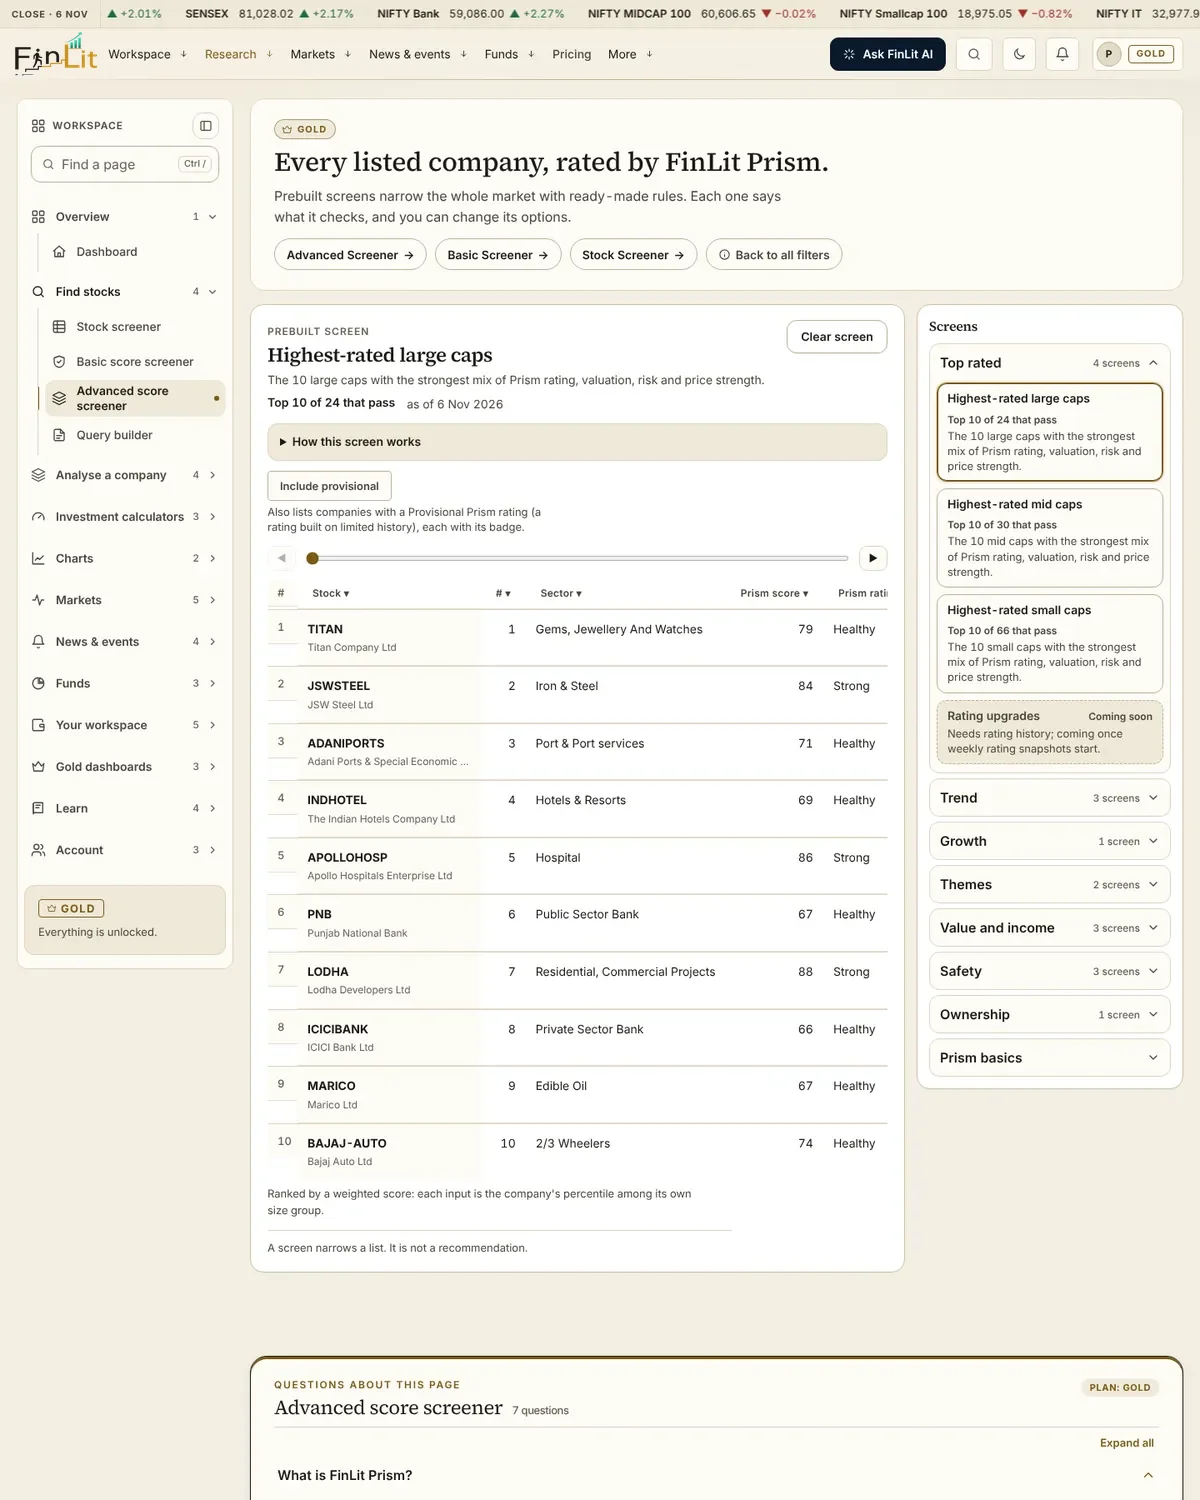 CLOSE · 6 NOV ▲ +2.01% SENSEX 81,028.02 ▲ +2.17% NIFTY Bank 59,086.00 ▲ +2.27% NIFTY MIDCAP 100 60,606.65 ▼ −0.02% NIFTY Smallcap 100 18,975.05 ▼ −0.82% NIFTY IT 32,977.9
FinLit Workspace Research Markets News & events Funds Pricing More Ask FinLit AI P GOLD
WORKSPACE
Find a page Ctrl /
Overview 1
Dashboard
Find stocks 4
Stock screener
Basic score screener
Advanced score
screener
Query builder
Analyse a company 4
Investment calculators 3
Charts 2
Markets 5
News & events 4
Funds 3
Your workspace 5
Gold dashboards 3
Learn 4
Account 3
GOLD
Everything is unlocked.
GOLD
Every listed company, rated by FinLit Prism.
Prebuilt screens narrow the whole market with ready-made rules. Each one says
what it checks, and you can change its options.
Advanced Screener → Basic Screener → Stock Screener → Back to all filters
PREBUILT SCREEN
Clear screen
Highest-rated large caps
The 10 large caps with the strongest mix of Prism rating, valuation, risk and price strength.
Top 10 of 24 that pass as of 6 Nov 2026
▶ How this screen works
Include provisional
Also lists companies with a Provisional Prism rating (a
rating built on limited history), each with its badge.
◀ ▶
# Stock ▾ # ▾ Sector ▾ Prism score ▾ Prism rati
1 TITAN 1 Gems, Jewellery And Watches 79 Healthy
Titan Company Ltd
2 JSWSTEEL 2 Iron & Steel 84 Strong
JSW Steel Ltd
3 ADANIPORTS 3 Port & Port services 71 Healthy
Adani Ports & Special Economic ...
4 INDHOTEL 4 Hotels & Resorts 69 Healthy
The Indian Hotels Company Ltd
5 APOLLOHOSP 5 Hospital 86 Strong
Apollo Hospitals Enterprise Ltd
6 PNB 6 Public Sector Bank 67 Healthy
Punjab National Bank
7 LODHA 7 Residential, Commercial Projects 88 Strong
Lodha Developers Ltd
8 ICICIBANK 8 Private Sector Bank 66 Healthy
ICICI Bank Ltd
9 MARICO 9 Edible Oil 67 Healthy
Marico Ltd
10 BAJAJ-AUTO 10 2/3 Wheelers 74 Healthy
Bajaj Auto Ltd
Ranked by a weighted score: each input is the company's percentile among its own
size group.
A screen narrows a list. It is not a recommendation.
Screens
Top rated 4 screens
Highest-rated large caps
Top 10 of 24 that pass
The 10 large caps with the strongest
mix of Prism rating, valuation, risk and
price strength.
Highest-rated mid caps
Top 10 of 30 that pass
The 10 mid caps with the strongest mix
of Prism rating, valuation, risk and price
strength.
Highest-rated small caps
Top 10 of 66 that pass
The 10 small caps with the strongest
mix of Prism rating, valuation, risk and
price strength.
Rating upgrades Coming soon
Needs rating history; coming once
weekly rating snapshots start.
Trend 3 screens
Growth 1 screen
Themes 2 screens
Value and income 3 screens
Safety 3 screens
Ownership 1 screen
Prism basics
QUESTIONS ABOUT THIS PAGE
PLAN: GOLD
Advanced score screener 7 questions
Expand all
What is FinLit Prism?